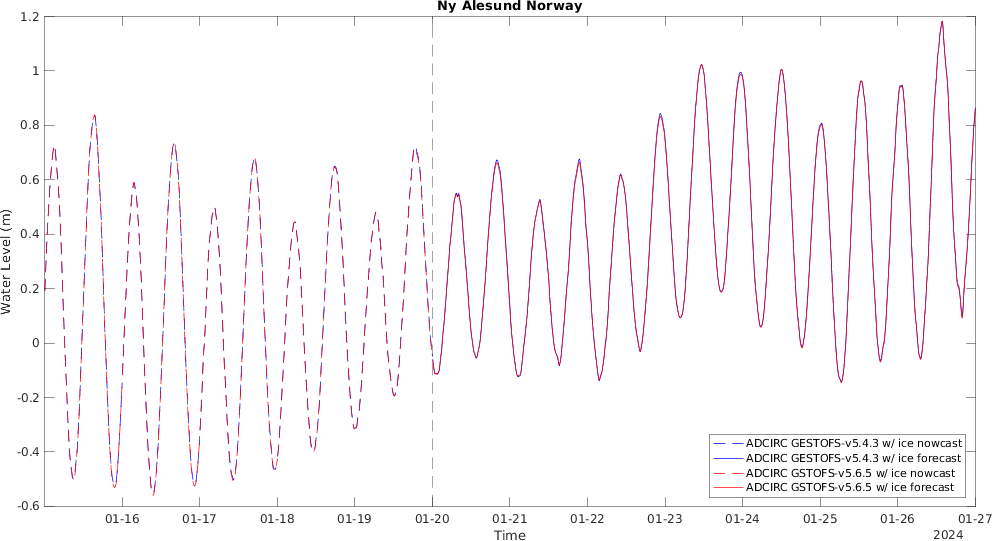 Ny Alesund Norway
Water Level (m)
1.2
1
0.8
0.6
0.4
0.2
0
-0.2
-0.4
-0.6
ADCIRC GESTOFS-v5.4.3 w/ ice nowcast
ADCIRC GESTOFS-v5.4.3 w/ ice forecast
ADCIRC GSTOFS-v5.6.5 w/ ice nowcast
ADCIRC GSTOFS-v5.6.5 w/ ice forecast
01-16 01-17 01-18 01-19 01-20 01-21 01-22 01-23 01-24 01-25 01-26 01-27
Time
2024